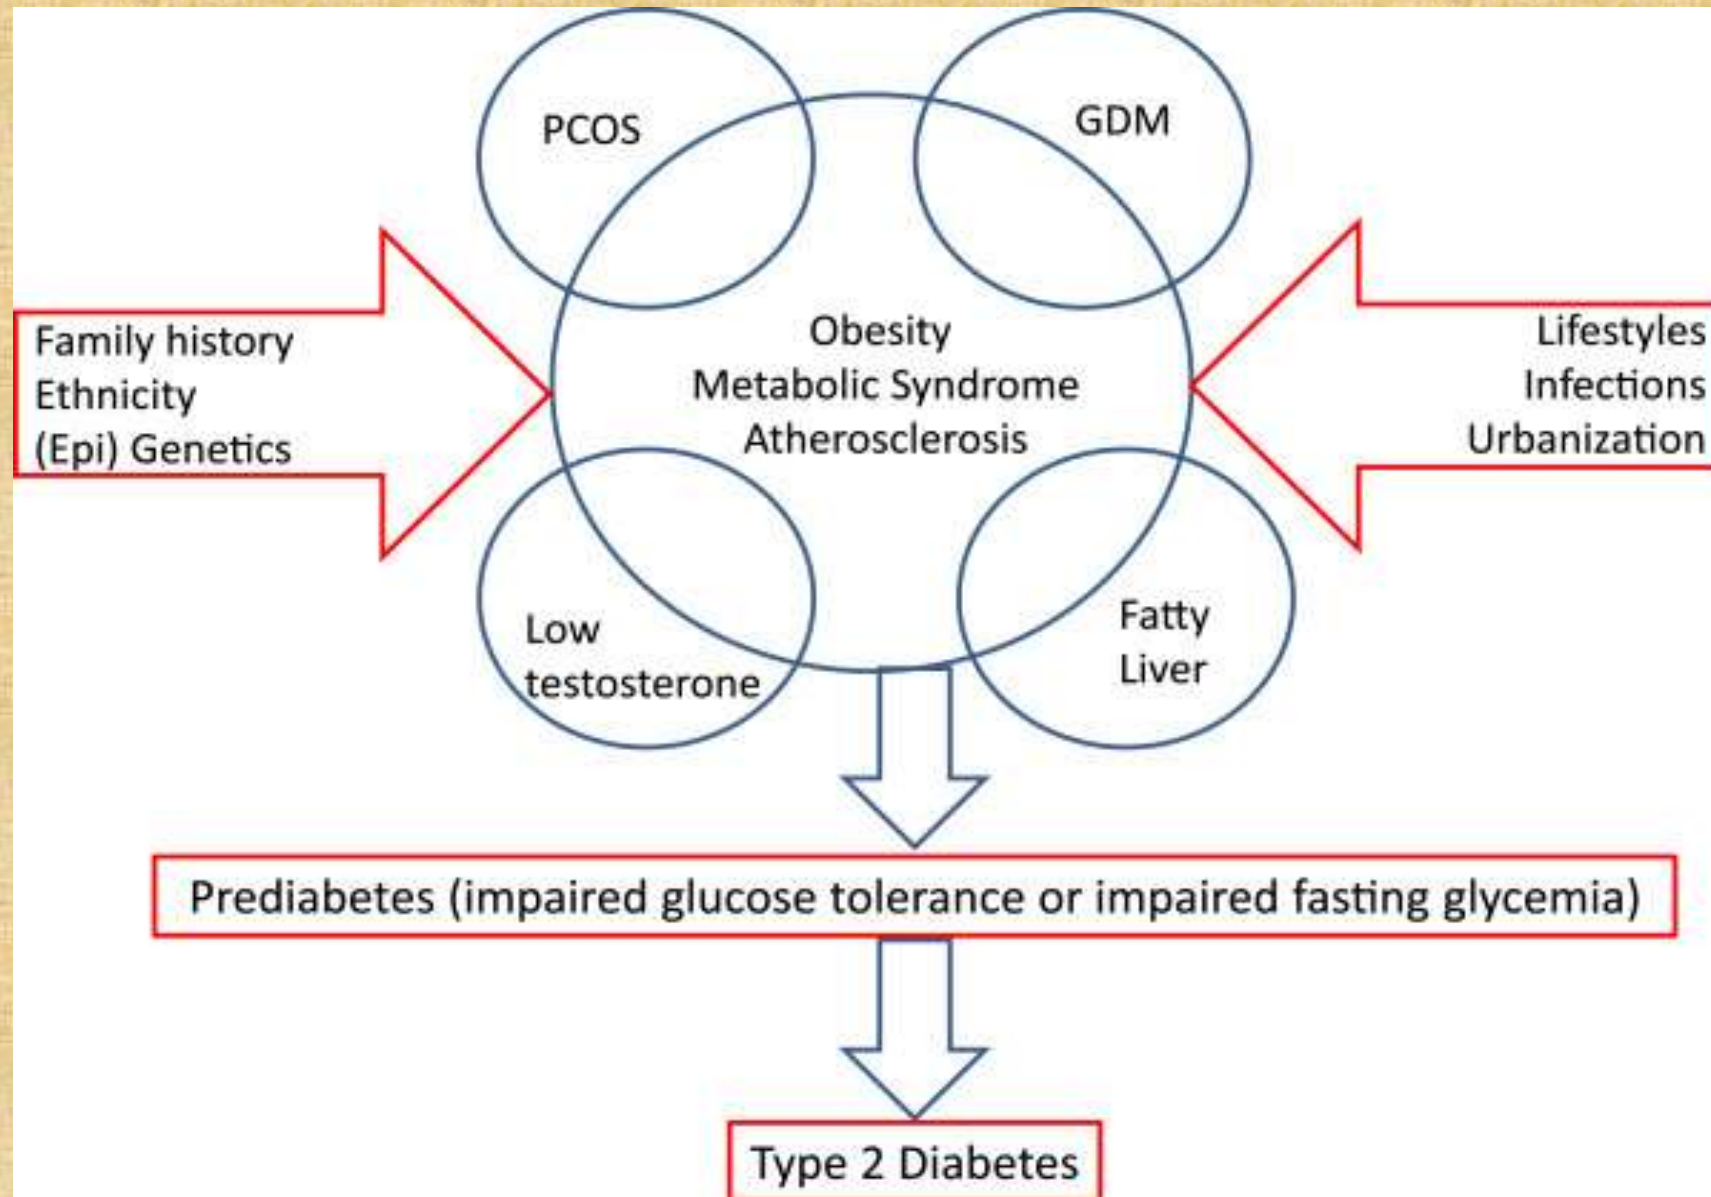 PCOS
GDM
Family history
Ethnicity
(Epi) Genetics
Obesity
Metabolic Syndrome
Atherosclerosis
Lifestyles
Infections
Urbanization
Low
testosterone
Fatty
Liver
Prediabetes (impaired glucose tolerance or impaired fasting glycemia)
Type 2 Diabetes